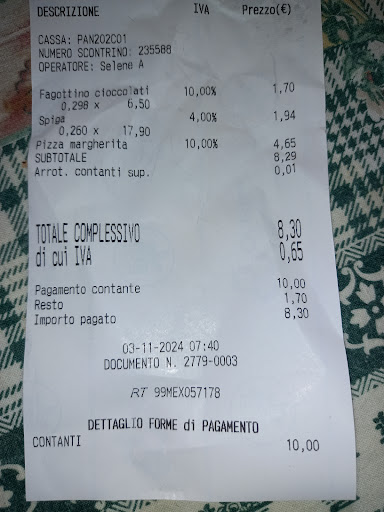 DESCRIZIONE IVA Prezzo(€)
CASSA: PAN202C01
NUMERO SCONTRINO: 235588
OPERATORE: Selene A
Fagottino cioccolati 10,00% 1,70
0.298 x 6,50
Spiga 4,00% 1,94
0,260 x 17,90
Pizza margherita 10,00% 4,65
SUBTOTALE 8,29
Arrot. contanti sup. 0,01
TOTALE COMPLESSIVO 8,30
di cui IVA 0,65
Pagamento contante 10,00
Resto 1,70
Importo pagato 8,30
03-11-2024 07:40
DOCUMENTO N. 2779-0003
RT 99MEX057178
DETTAGLIO FORME di PAGAMENTO
CONTANTI 10,00